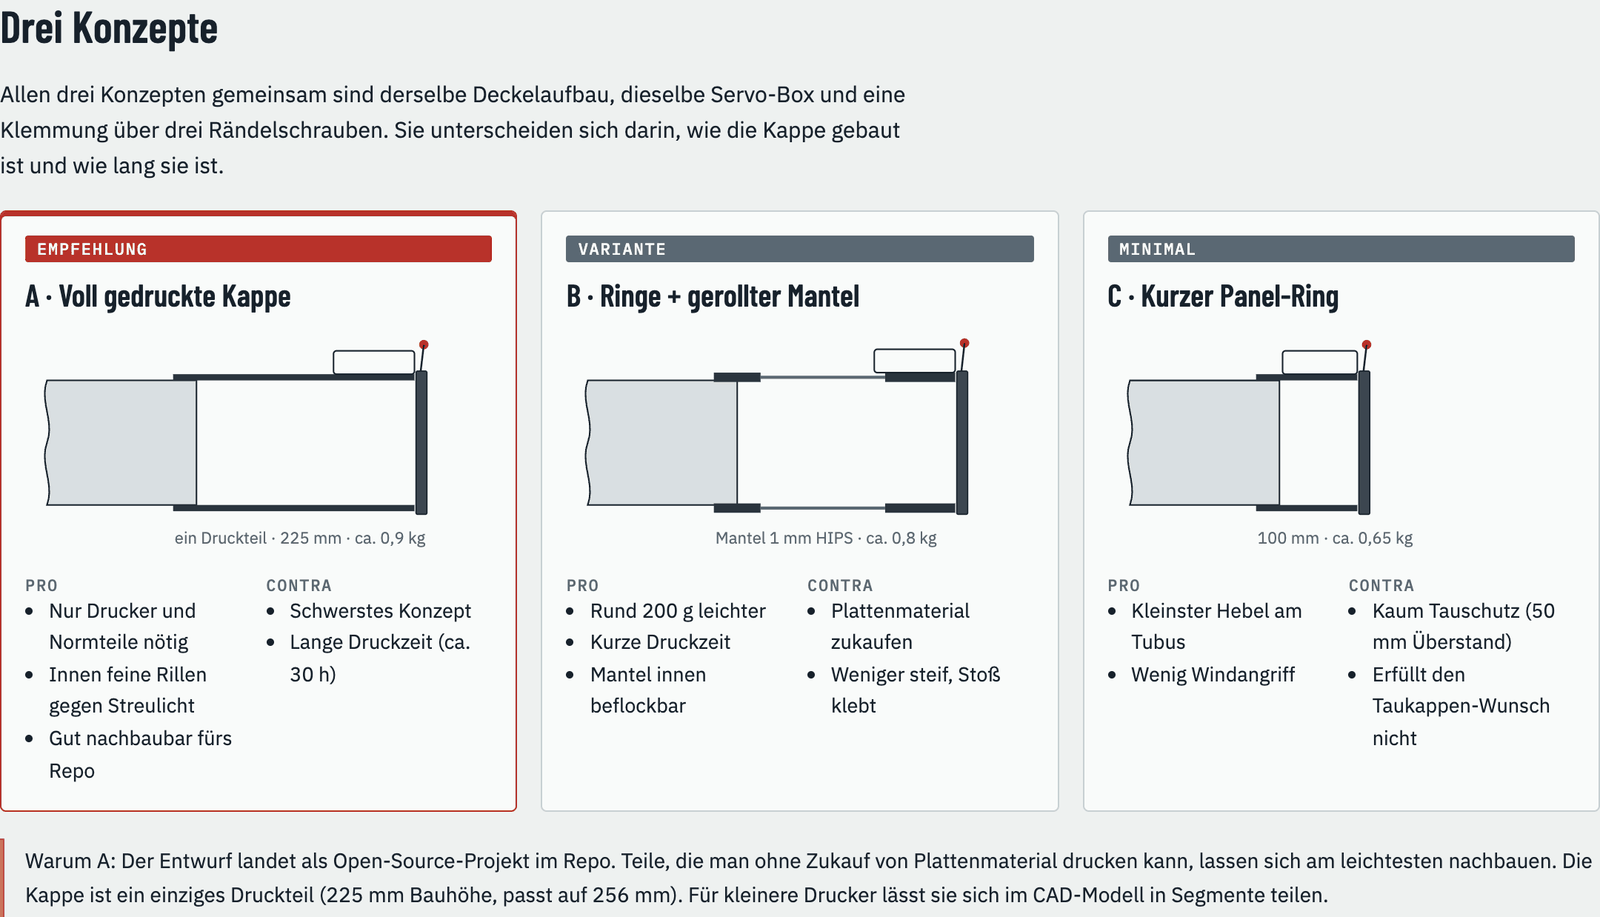 Drei Konzepte
Allen drei Konzepten gemeinsam sind derselbe Deckelaufbau, dieselbe Servo-Box und eine
Klemmung über drei Rändelschrauben. Sie unterscheiden sich darin, wie die Kappe gebaut
ist und wie lang sie ist.
EMPFEHLUNG
A · Voll gedruckte Kappe
ein Druckteil · 225 mm · ca. 0,9 kg
PRO
• Nur Drucker und
Normteile nötig
• Innen feine Rillen
gegen Streulicht
• Gut nachbaubar fürs
Repo
CONTRA
• Schwerstes Konzept
• Lange Druckzeit (ca.
30 h)
VARIANTE
B · Ringe + gerollter Mantel
Mantel 1 mm HIPS · ca. 0,8 kg
PRO
• Rund 200 g leichter
• Kurze Druckzeit
• Mantel innen
beflockbar
CONTRA
• Plattenmaterial
zukaufen
• Weniger steif, Stoß
klebt
MINIMAL
C · Kurzer Panel-Ring
100 mm · ca. 0,65 kg
PRO
• Kleinster Hebel am
Tubus
• Wenig Windangriff
CONTRA
• Kaum Tauschutz (50
mm Überstand)
• Erfüllt den
Taukappen-Wunsch
nicht
Warum A: Der Entwurf landet als Open-Source-Projekt im Repo. Teile, die man ohne Zukauf von Plattenmaterial drucken kann, lassen sich am leichtesten nachbauen. Die
Kappe ist ein einziges Druckteil (225 mm Bauhöhe, passt auf 256 mm). Für kleinere Drucker lässt sie sich im CAD-Modell in Segmente teilen.